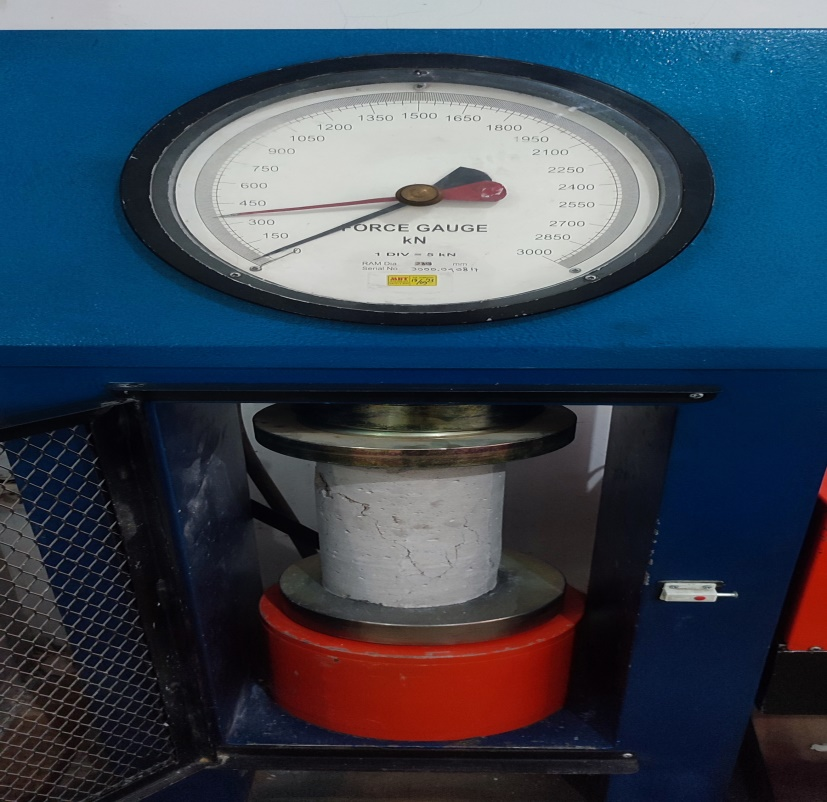 1350 1500 1650
1200 1800
1050 1950
900 2100
750 2250
600 2400
450 2550
300 2700
150 2850
0 3000
FORCE GAUGE
kN
1 DIV = 5 kN
RAM Dia. mm
Serial No.